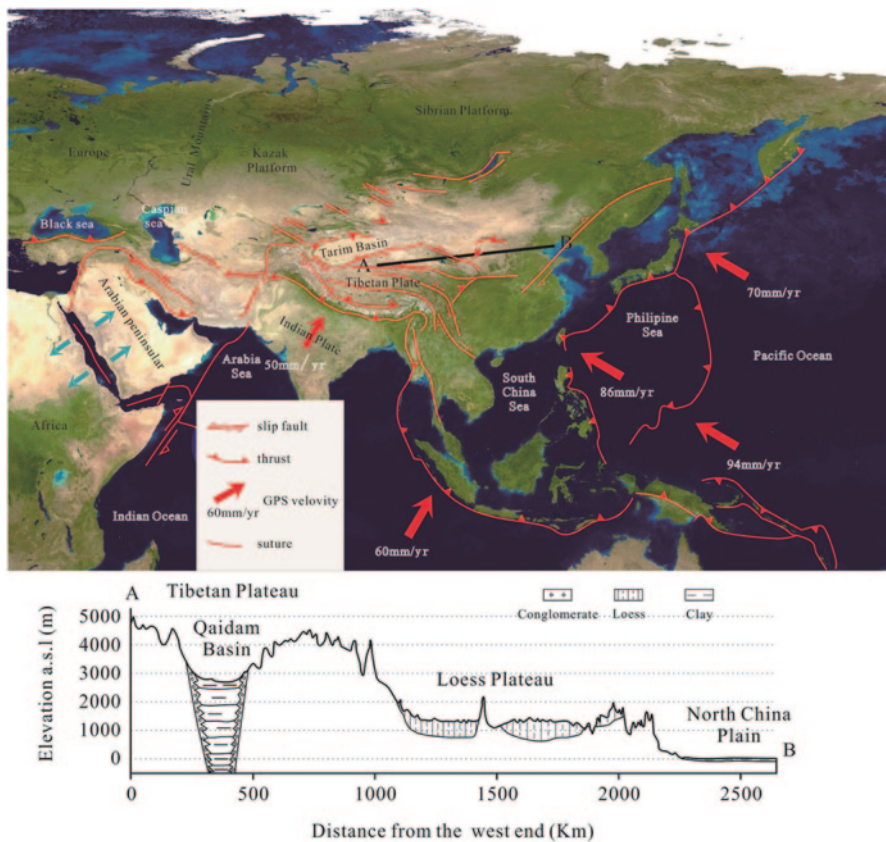 Sibrian Platform
Ural Mountains
Europe
Kazak
Platform
Black sea
Caspian
sea
Tarim Basin
A
B
Tibetan Plate
70mm/yr
Arabian peninsular
Indian Plate
Philipine
Sea
Pacific Ocean
Arabia
Sea
50mm/ yr
South
China
Sea
86mm/yr
Africa
slip fault
thrust
94mm/yr
GPS velovity
60mm/yr
Indian Ocean
suture
60mm/yr
A
Tibetan Plateau
Conglomerate
Loess
Clay
Elevation a.s.l (m)
5000
4000
3000
2000
1000
0
Qaidam
Basin
Loess Plateau
North China
Plain
B
0
500
1000
1500
2000
2500
Distance from the west end (Km)